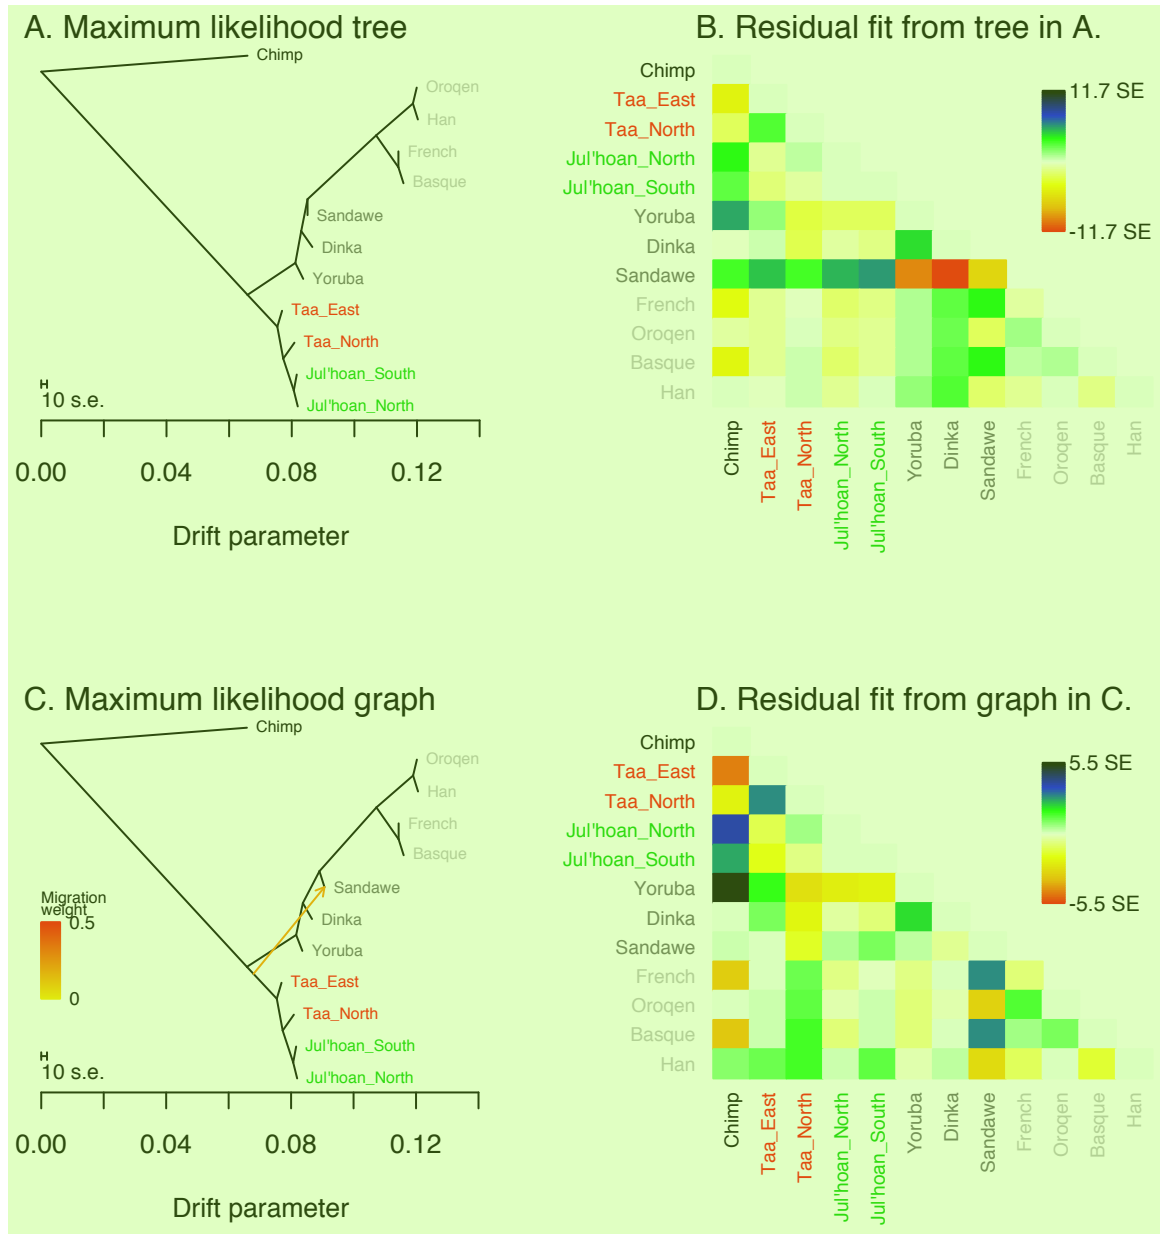 A. Maximum likelihood tree
Chimp
Oroqen
Han
French
Basque
Sandawe
Dinka
Yoruba
Taa_East
Taa_North
Jul'hoan_South
Jul'hoan_North
10 s.e.
0.00 0.04 0.08 0.12
Drift parameter
B. Residual fit from tree in A.
Chimp
Taa_East
Taa_North
Jul'hoan_North
Jul'hoan_South
Yoruba
Dinka
Sandawe
French
Oroqen
Basque
Han
11.7 SE
-11.7 SE
Chimp
Taa_East
Taa_North
Jul'hoan_North
Jul'hoan_South
Yoruba
Dinka
Sandawe
French
Oroqen
Basque
Han
C. Maximum likelihood graph
Chimp
Oroqen
Han
French
Basque
Sandawe
Dinka
Yoruba
Taa_East
Taa_North
Jul'hoan_South
Jul'hoan_North
Migration
weight
0.5
0
10 s.e.
0.00 0.04 0.08 0.12
Drift parameter
D. Residual fit from graph in C.
Chimp
Taa_East
Taa_North
Jul'hoan_North
Jul'hoan_South
Yoruba
Dinka
Sandawe
French
Oroqen
Basque
Han
5.5 SE
-5.5 SE
Chimp
Taa_East
Taa_North
Jul'hoan_North
Jul'hoan_South
Yoruba
Dinka
Sandawe
French
Oroqen
Basque
Han